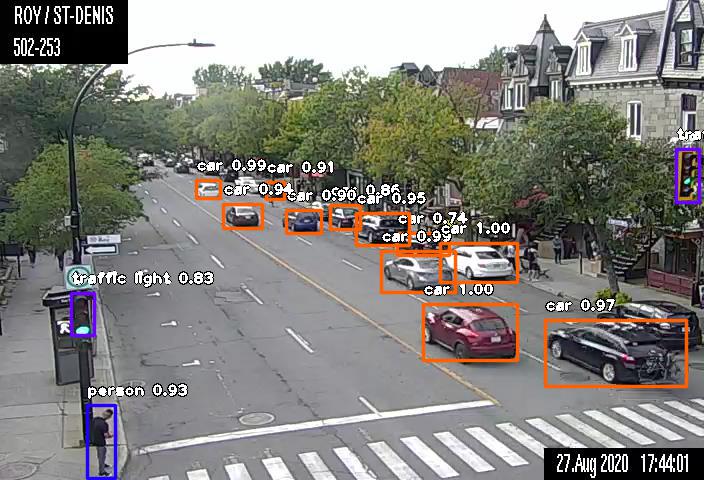 ROY / ST-DENIS
502-253
car 0.99
car 0.91
car 0.94
car 0.90
car 0.86
car 0.95
car 0.74
car 0.99
car 1.00
traffic light 0.83
car 1.00
car 0.97
person 0.93
27.Aug 2020 17:44:01